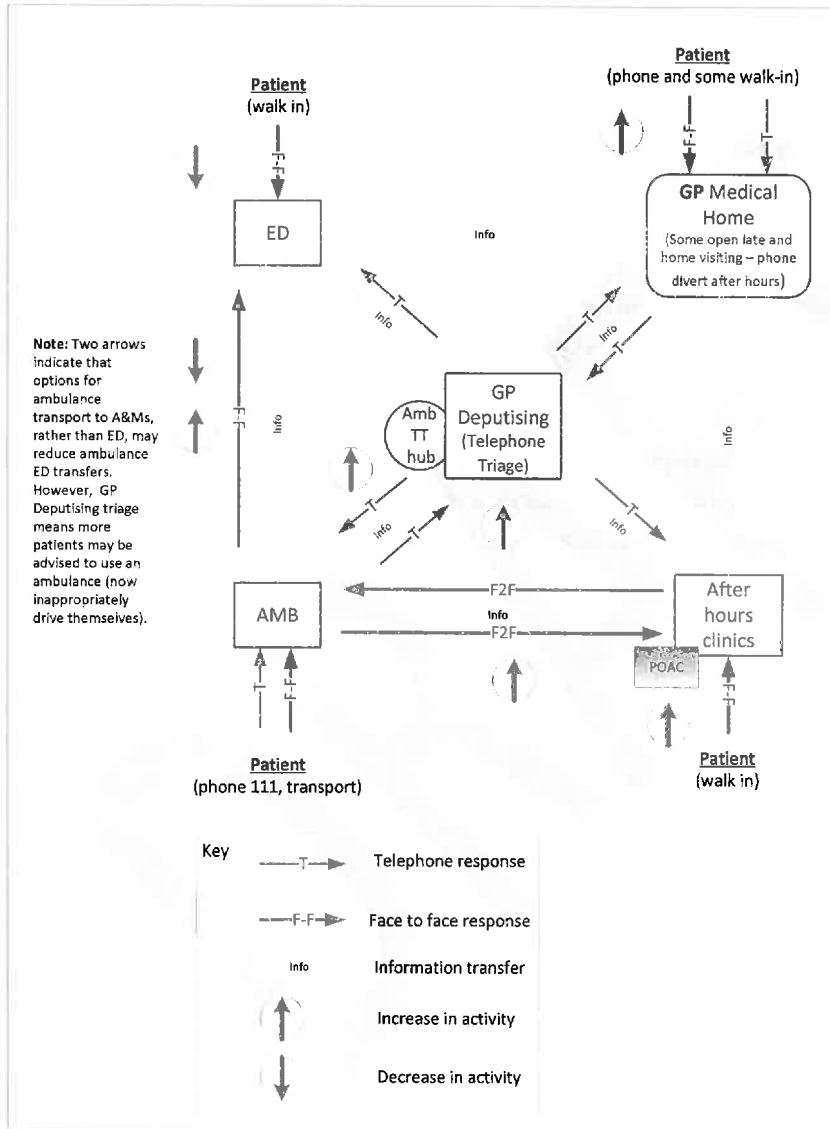 Patient
(walk in)
F-F
ED
Patient
(phone and some walk-in)
F-F
T
GP Medical
Home
(Some open late and
home visiting – phone
divert after hours)
Info
T
Info
T
Info
T
Note: Two arrows
indicate that
options for
ambulance
transport to A&Ms,
rather than ED, may
reduce ambulance
ED transfers.
However, GP
Deputising triage
means more
patients may be
advised to use an
ambulance (now
inappropriately
drive themselves).
F-F
Info
Amb
TT
hub
GP
Deputising
(Telephone
Triage)
Info
T
Info
T
T
Info
AMB
F2F
Info
F2F
After
hours
clinics
POAC
T
F-F
F-F
Patient
(phone 111, transport)
Patient
(walk in)
Key
T
Telephone response
F-F
Face to face response
Info
Information transfer
Increase in activity
Decrease in activity